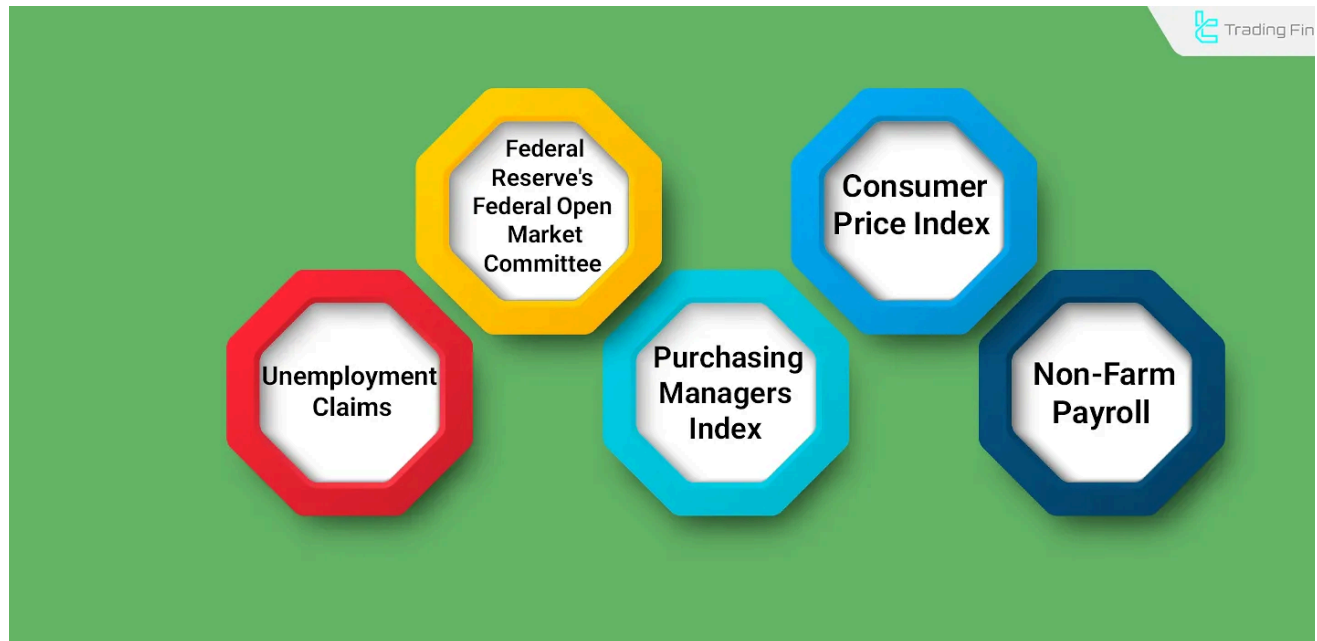 Trading Fin
Federal
Reserve's
Federal Open
Market
Committee
Consumer
Price Index
Unemployment
Claims
Purchasing
Managers
Index
Non-Farm
Payroll